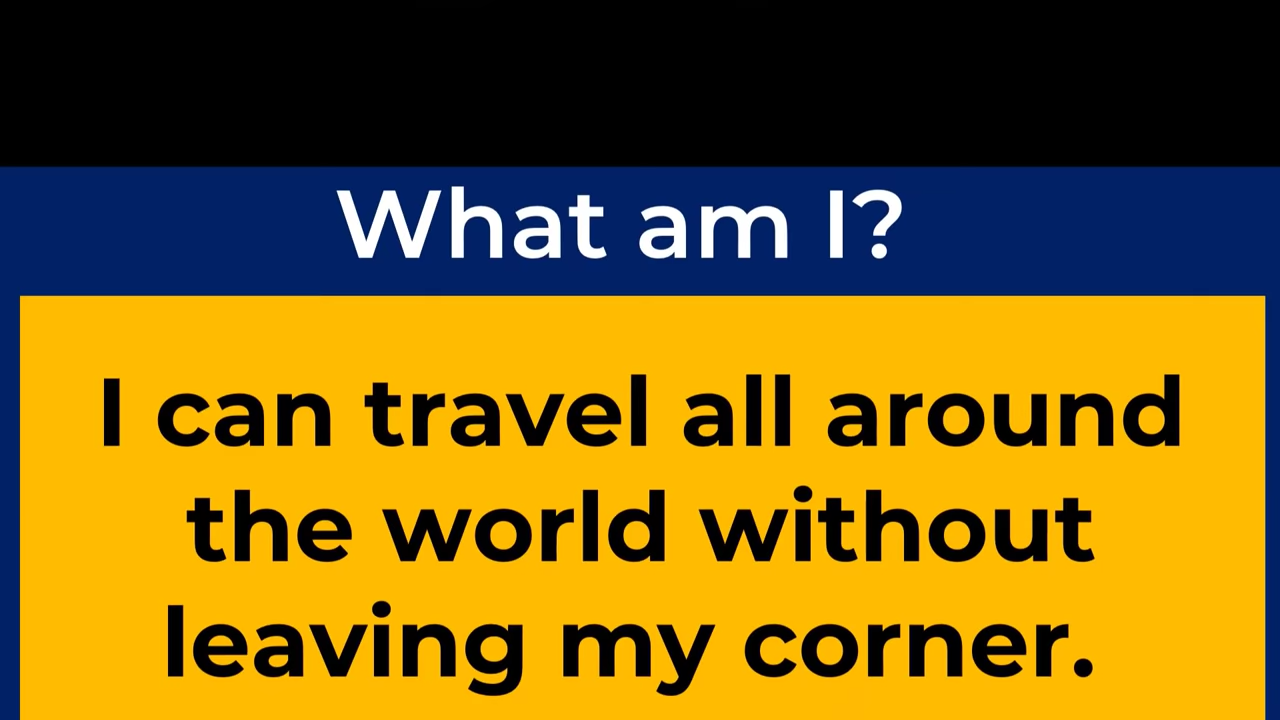 What am I?
I can travel all around
the world without
leaving my corner.